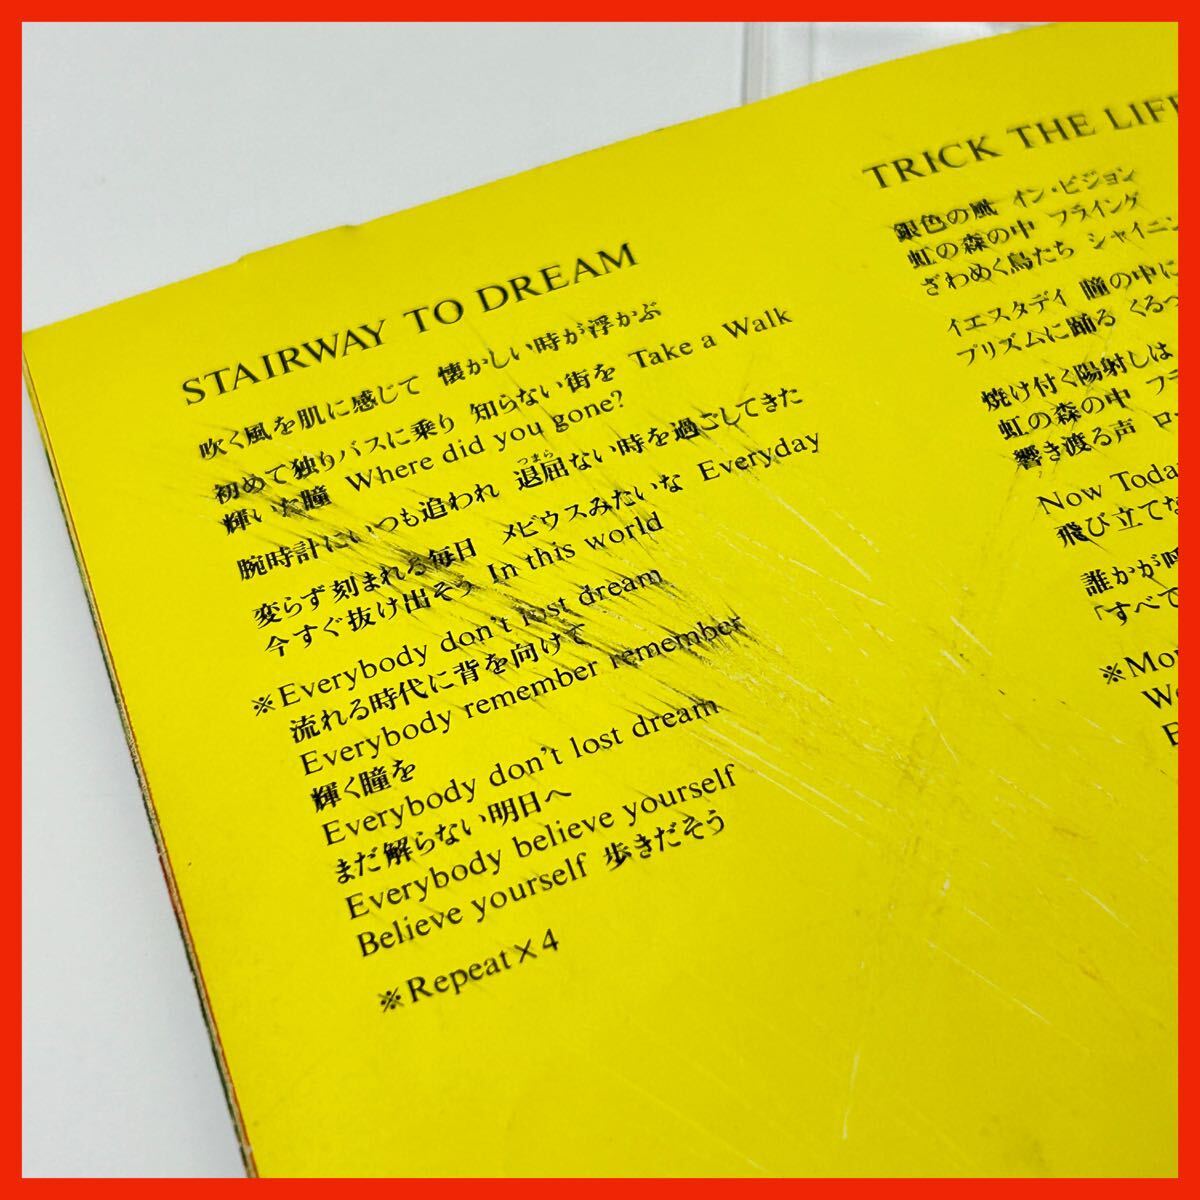 STAIRWAY TO DREAM
吹く風を肌に感じて 懐かしい時が浮かぶ
初めて独りバスに乗り 知らない街を Take a Walk
輝いた瞳 Where did you gone?
腕時計にいつも追われ 退屈ない時を過ごしてきた
つまら
変らず刻まれる毎日 メビウスみたいな Everyday
今すぐ抜け出そう In this world
※Everybody don't lost dream
流れる時代に背を向けて
Everybody remember remember
輝く瞳を
Everybody don't lost dream
まだ解らない明日へ
Everybody believe yourself
Believe yourself 歩きだそう
※Repeat×4
TRICK THE LIFE
銀色の風 イン・ビジョン
虹の森の中 フライング
ざわめく鳥たち シャイニン
イエスタデイ 瞳の中に
プリズムに踊る くるっ
焼け付く陽射しは
虹の森の中 フラ
響き渡る声 ロー
Now Toda
飛び立てな
誰かが呼
「すべて
※Mor
We
E